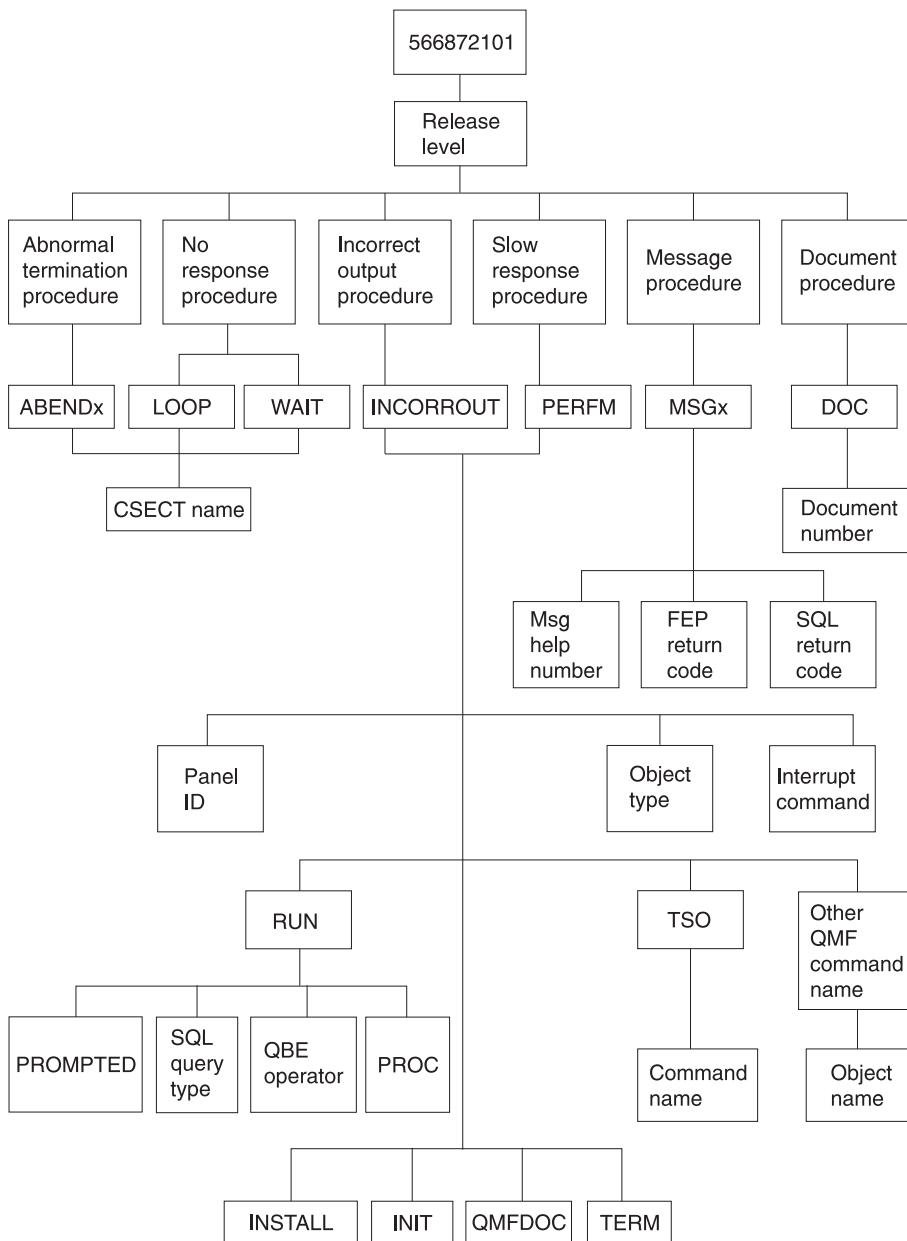 566872101
Release
level
Abnormal
termination
procedure
No
response
procedure
Incorrect
output
procedure
Slow
response
procedure
Message
procedure
Document
procedure
ABENDx
LOOP
WAIT
INCORROUT
PERFM
MSGx
DOC
CSECT name
Document
number
Msg
help
number
FEP
return
code
SQL
return
code
Panel
ID
Object
type
Interrupt
command
RUN
TSO
Other
QMF
command
name
PROMPTED
SQL
query
type
QBE
operator
PROC
Command
name
Object
name
INSTALL
INIT
QMFDOC
TERM